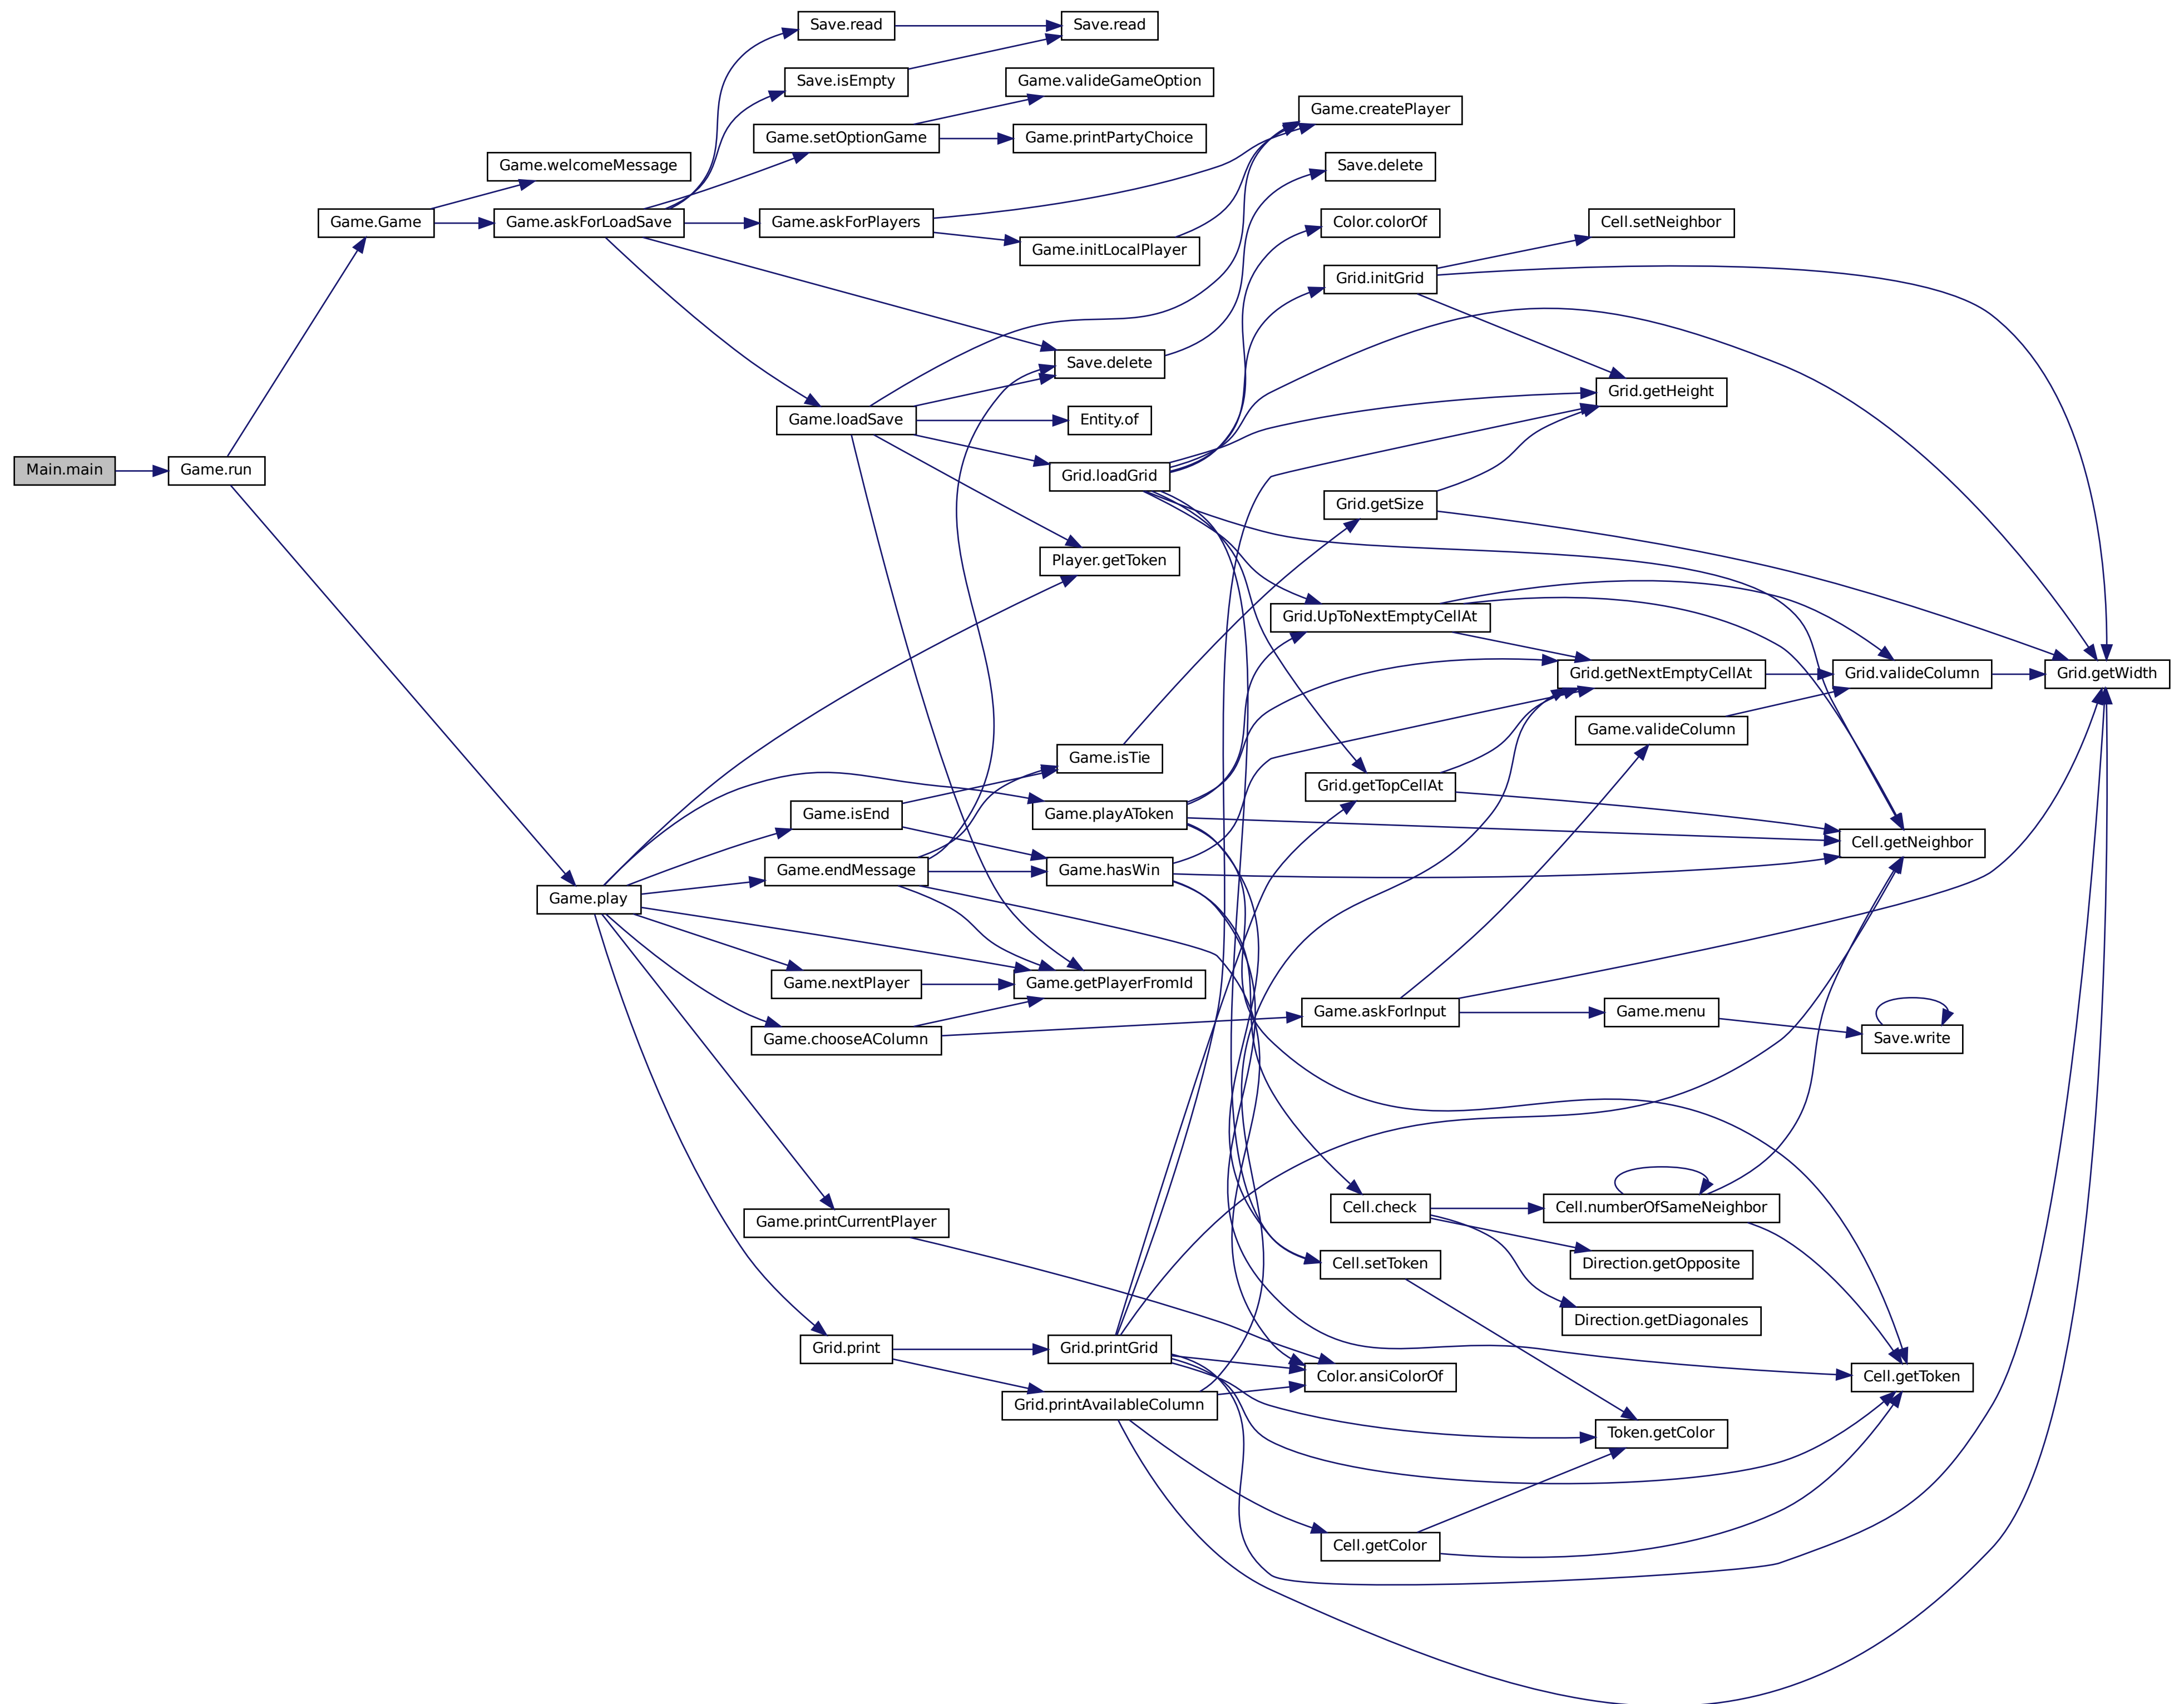 Save.read
Save.read
Save.isEmpty
Game.valideGameOption
Game.createPlayer
Game.setOptionGame
Game.printPartyChoice
Game.welcomeMessage
Save.delete
Game.Game
Game.askForLoadSave
Game.askForPlayers
Color.colorOf
Cell.setNeighbor
Game.initLocalPlayer
Grid.initGrid
Save.delete
Grid.getHeight
Game.loadSave
Entity.of
Main.main
Game.run
Grid.loadGrid
Grid.getSize
Player.getToken
Grid.UpToNextEmptyCellAt
Grid.getNextEmptyCellAt
Grid.valideColumn
Grid.getWidth
Game.valideColumn
Game.isTie
Grid.getTopCellAt
Game.isEnd
Game.playAToken
Cell.getNeighbor
Game.endMessage
Game.hasWin
Game.play
Game.nextPlayer
Game.getPlayerFromId
Game.askForInput
Game.menu
Game.chooseAColumn
Save.write
Cell.check
Cell.numberOfSameNeighbor
Game.printCurrentPlayer
Cell.setToken
Direction.getOpposite
Direction.getDiagonales
Grid.print
Grid.printGrid
Color.ansiColorOf
Cell.getToken
Grid.printAvailableColumn
Token.getColor
Cell.getColor